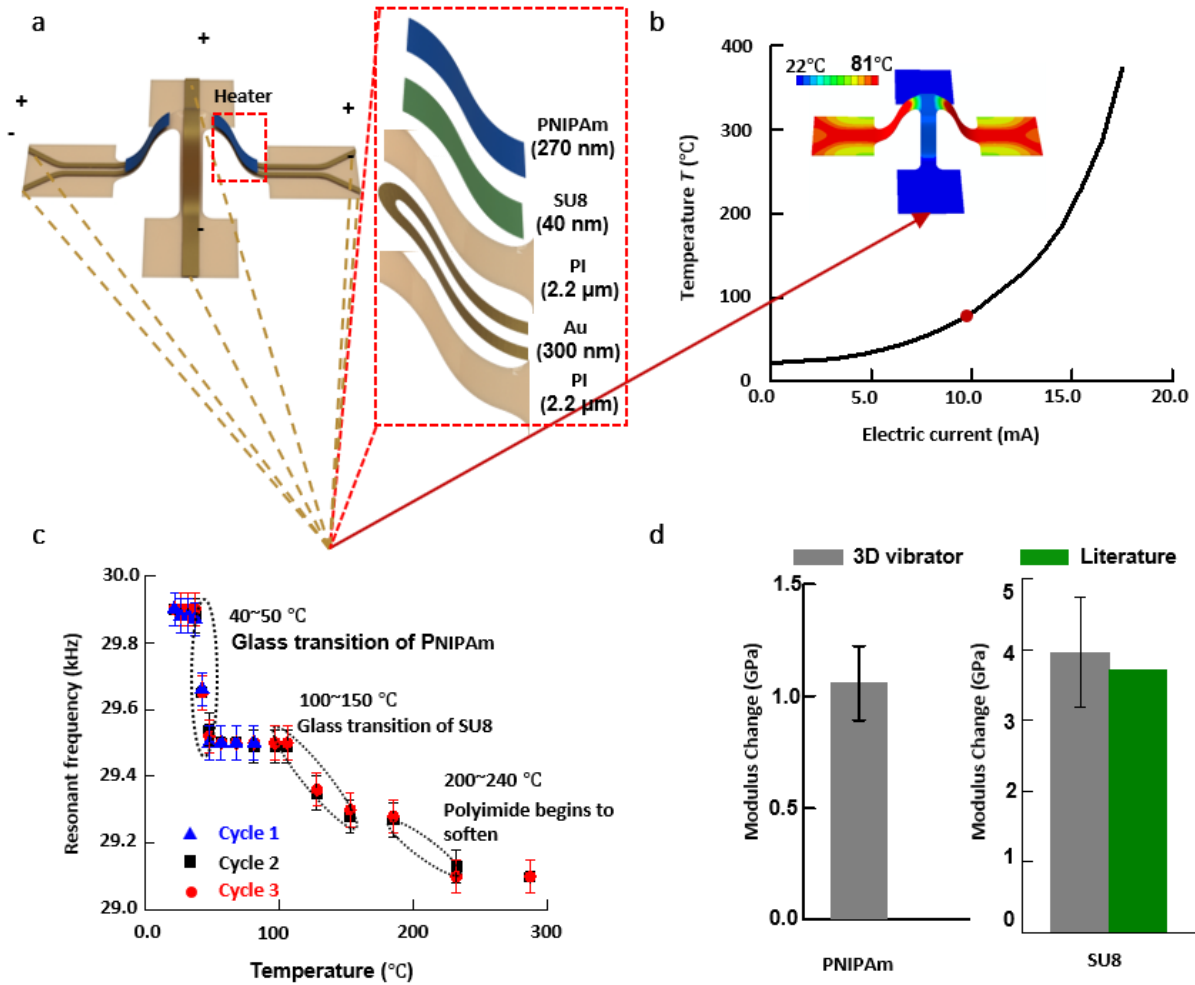 a
+
Heater
+
-
+
-
-
PNIPAm
(270 nm)
SU8
(40 nm)
PI
(2.2 µm)
Au
(300 nm)
PI
(2.2 µm)
b
400
300
200
100
0
Temperature T (°C)
22°C
81°C
0.0
5.0
10.0
15.0
20.0
Electric current (mA)
c
30.0
29.8
29.6
29.4
29.2
29.0
Resonant frequency (kHz)
40~50 °C
Glass transition of PNIPAm
100~150 °C
Glass transition of SU8
200~240 °C
Polyimide begins to
soften
Cycle 1
Cycle 2
Cycle 3
0.0
100
200
300
Temperature (°C)
d
3D vibrator
Literature
1.5
1.0
0.5
0.0
Modulus Change (GPa)
PNIPAm
5
4
3
2
1
0
Modulus Change (GPa)
SU8